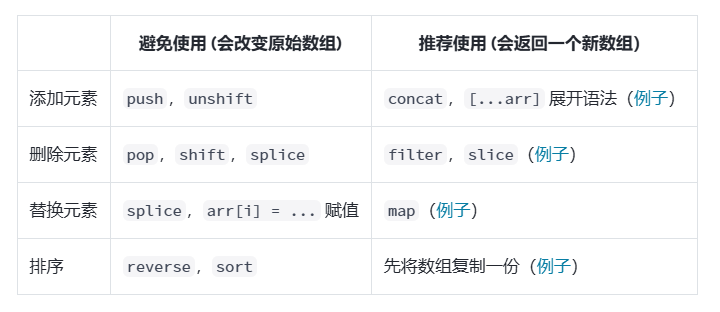 避免使用 (会改变原始数组) 推荐使用 (会返回一个新数组)
添加元素 push，unshift concat，[...arr] 展开语法（例子）
删除元素 pop，shift，splice filter，slice（例子）
替换元素 splice，arr[i] = ... 赋值 map（例子）
排序 reverse，sort 先将数组复制一份（例子）